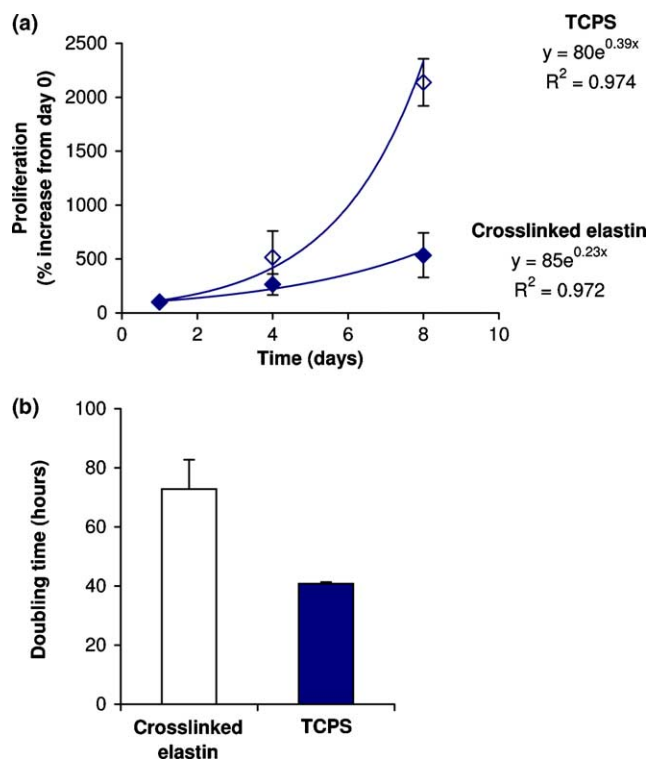 (a)
TCPS
y = 80e^0.39x
R² = 0.974
Crosslinked elastin
y = 85e^0.23x
R² = 0.972
Proliferation
(% increase from day 0)
2500
2000
1500
1000
500
0
0 2 4 6 8 10
Time (days)
(b)
Doubling time (hours)
100
80
60
40
20
0
Crosslinked
elastin
TCPS